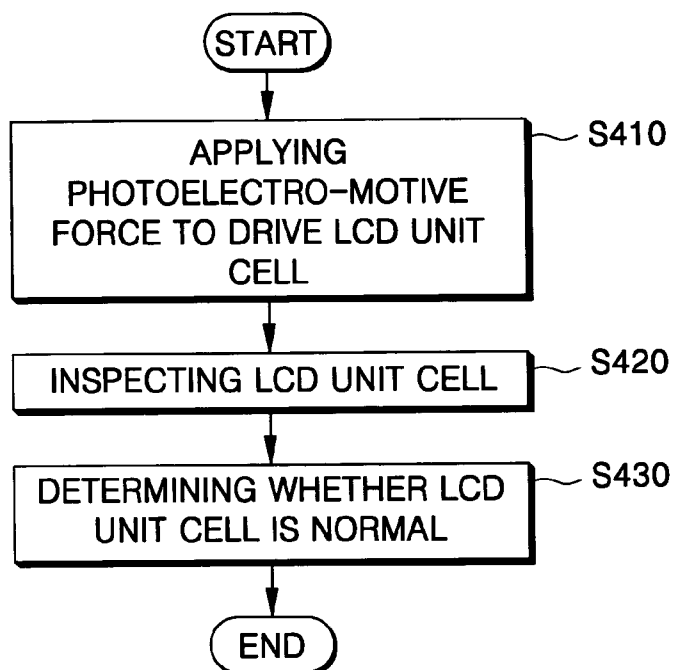 START
APPLYING
PHOTOELECTRO-MOTIVE
FORCE TO DRIVE LCD UNIT
CELL
S410
INSPECTING LCD UNIT CELL
S420
DETERMINING WHETHER LCD
UNIT CELL IS NORMAL
S430
END